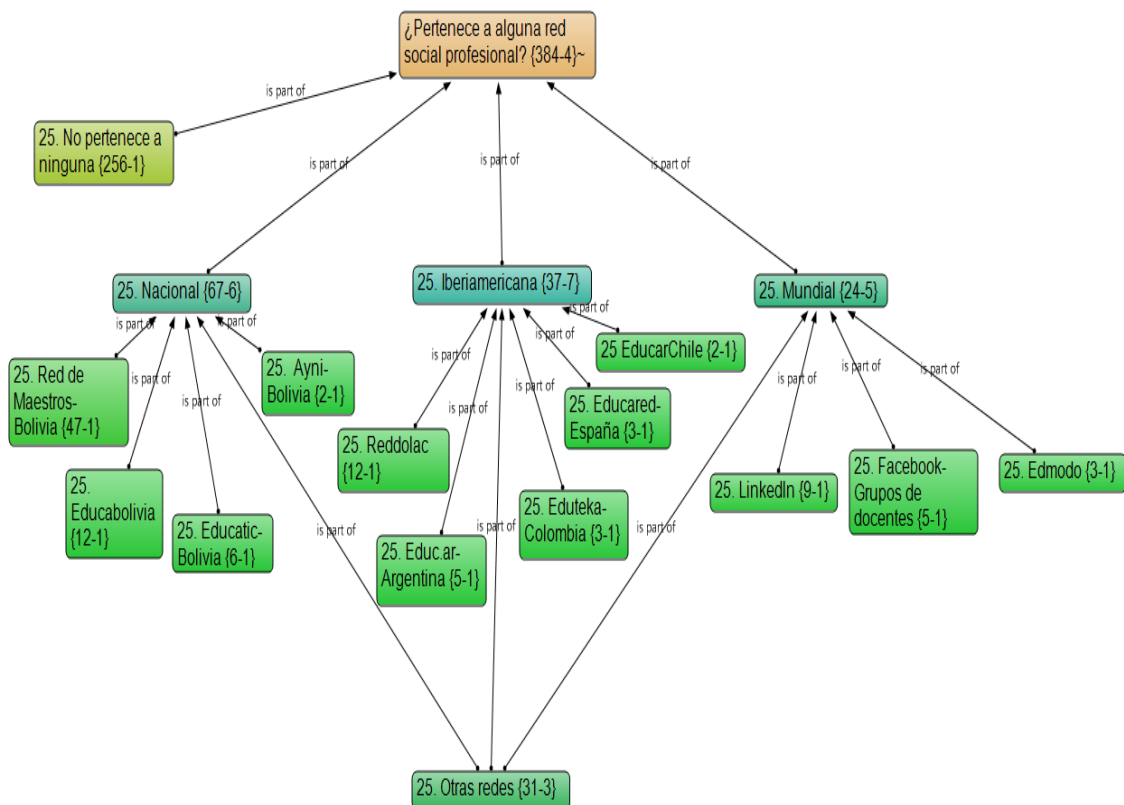 ¿Pertenece a alguna red
social profesional? {384-4}~
is part of
25. No pertenece a
ninguna {256-1}
is part of
is part of
is part of
25. Nacional {67-6}
25. Iberiamericana {37-7}
25. Mundial {24-5}
is part of
is part of
is part of
is part of
is part of
25. Red de
Maestros-
Bolivia {47-1}
25. Ayni-
Bolivia {2-1}
25.
Educabolivia
{12-1}
25. Educatic-
Bolivia {6-1}
is part of
is part of
is part of
is part of
is part of
25 EducarChile {2-1}
25. Educared-
España {3-1}
25. Reddolac
{12-1}
25. Eduteka-
Colombia {3-1}
25. Educ.ar-
Argentina {5-1}
is part of
is part of
is part of
is part of
25. LinkedIn {9-1}
25. Facebook-
Grupos de
docentes {5-1}
25. Edmodo {3-1}
is part of
is part of
25. Otras redes {31-3}